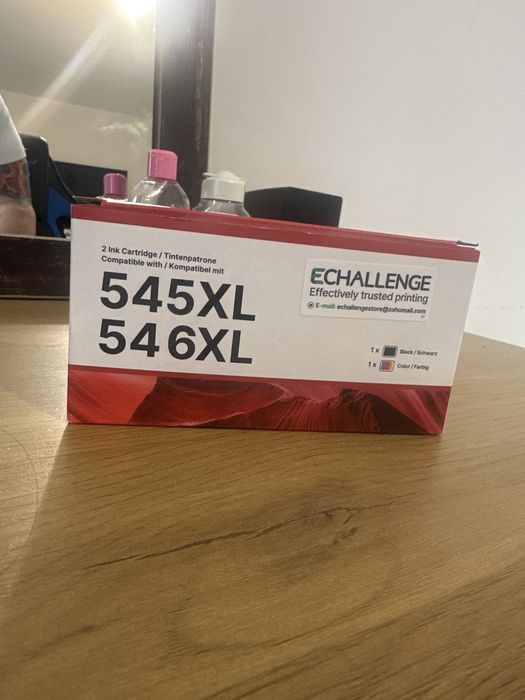 2 Ink Cartridge / Tintenpatrone
Compatible with / Kompatibel mit
545XL
546XL
ECHALLENGE
Effectively trusted printing
E-mail: echallengestore@zohomail.com
1 x Black / Schwarz
1 x Color / Farbig